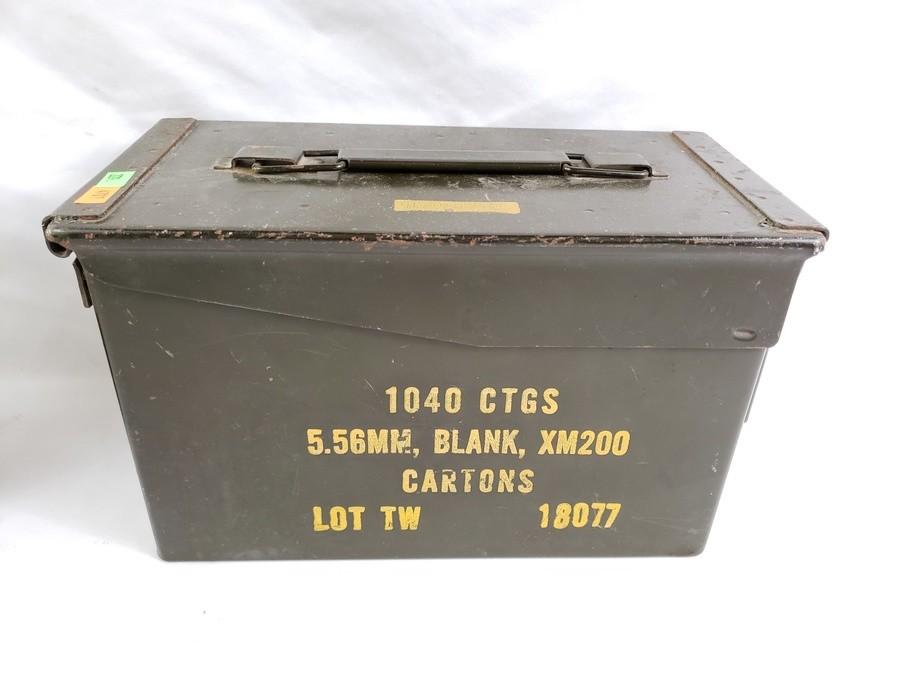 1040 CTGS
5.56MM, BLANK, XM200
CARTONS
LOT TW 18077